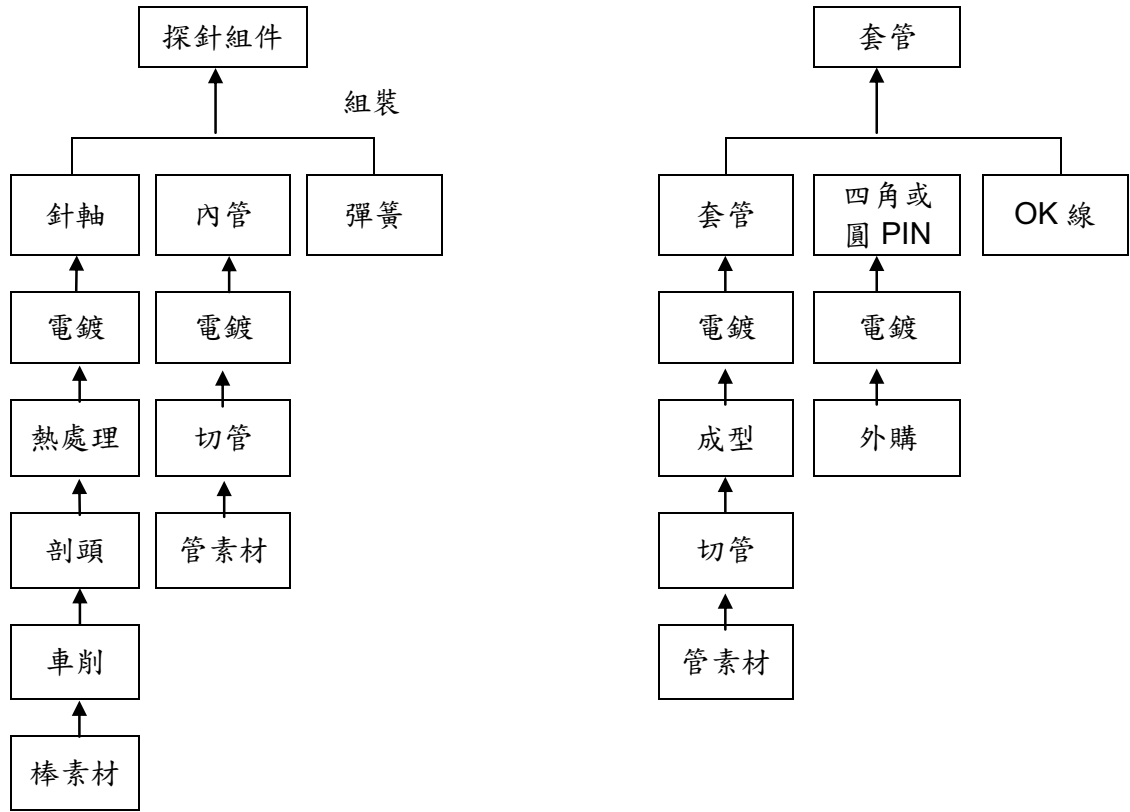 探針組件
套管
組裝
針軸
內管
彈簧
套管
四角或
圓 PIN
OK 線
電鍍
電鍍
電鍍
電鍍
熱處理
切管
成型
外購
剖頭
管素材
切管
車削
管素材
棒素材